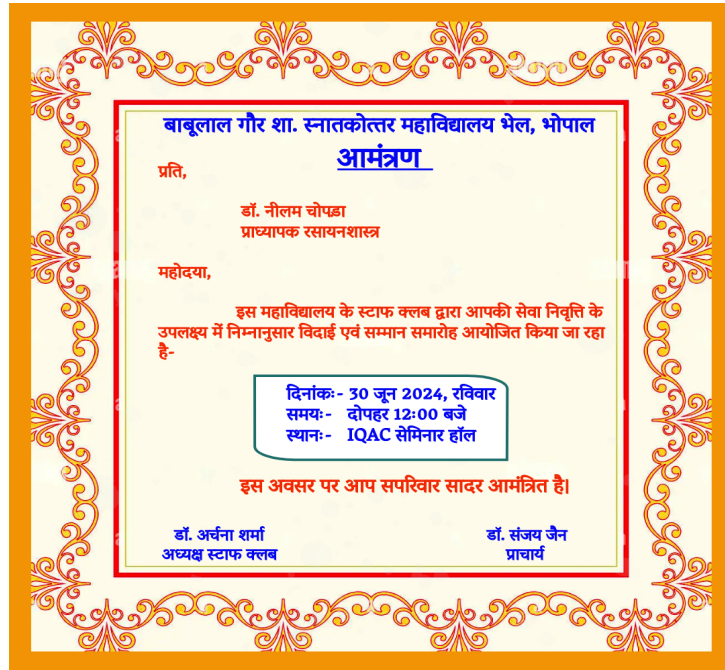 बाबूलाल गौर शा. स्नातकोत्तर महाविद्यालय भेल, भोपाल
आमंत्रण
प्रति,
डॉ. नीलम चोपड़ा
प्राध्यापक रसायनशास्त्र
महोदया,
इस महाविद्यालय के स्टाफ क्लब द्वारा आपकी सेवा निवृत्ति के
उपलक्ष्य में निम्नानुसार विदाई एवं सम्मान समारोह आयोजित किया जा रहा
है-
दिनांकः- 30 जून 2024, रविवार
समयः- दोपहर 12:00 बजे
स्थानः- IQAC सेमिनार हॉल
इस अवसर पर आप सपरिवार सादर आमंत्रित है|
डॉ. अर्चना शर्मा
अध्यक्ष स्टाफ क्लब
डॉ. संजय जैन
प्राचार्य